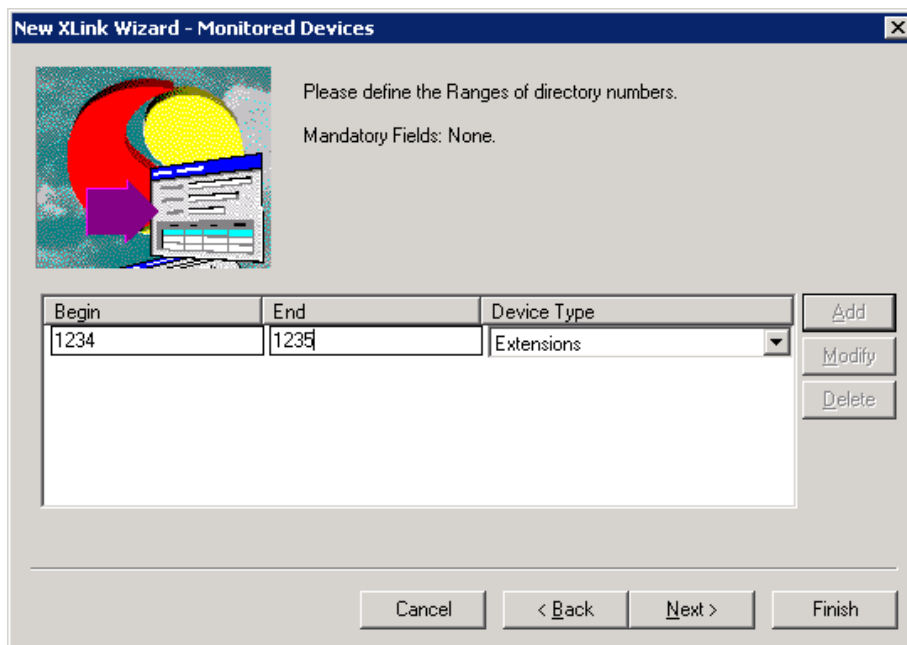 New XLink Wizard - Monitored Devices
Please define the Ranges of directory numbers.
Mandatory Fields: None.
Begin End Device Type
1234 1235 Extensions
Add
Modify
Delete
Cancel < Back Next > Finish